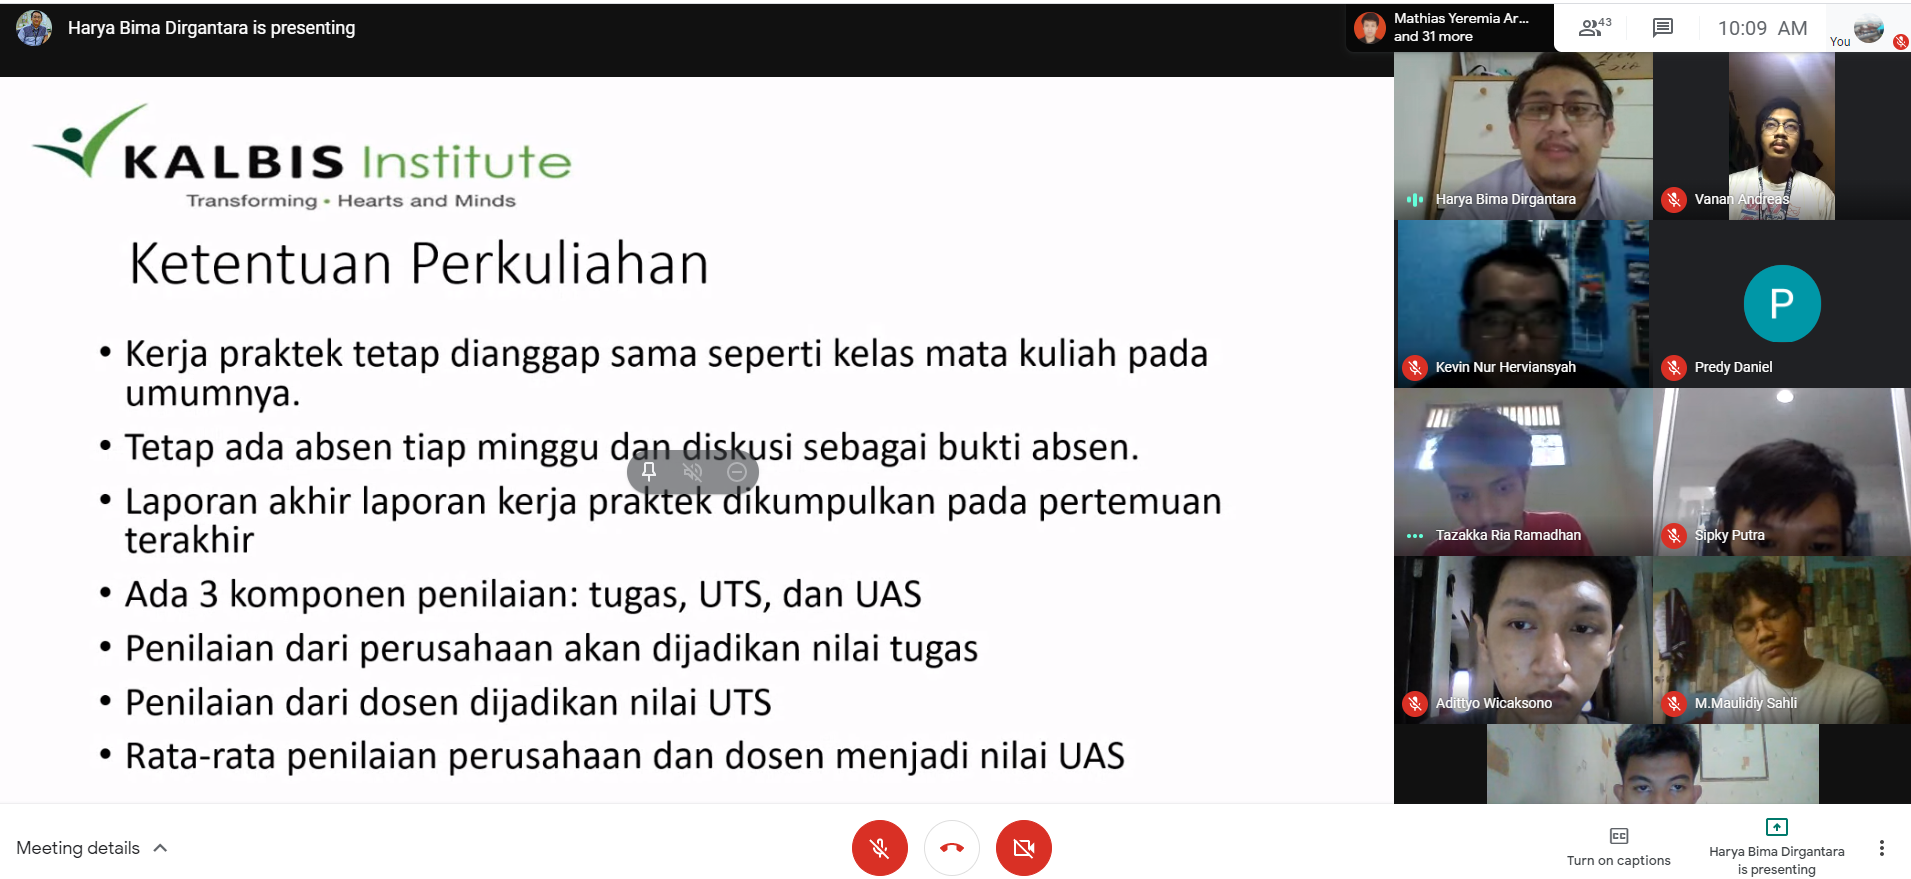 Harya Bima Dirgantara is presenting
Mathias Yeremia Ar...
and 31 more
43
10:09 AM
You
KALBIS Institute
Transforming • Hearts and Minds
Ketentuan Perkuliahan
• Kerja praktek tetap dianggap sama seperti kelas mata kuliah pada
umumnya.
• Tetap ada absen tiap minggu dan diskusi sebagai bukti absen.
• Laporan akhir laporan kerja praktek dikumpulkan pada pertemuan
terakhir
• Ada 3 komponen penilaian: tugas, UTS, dan UAS
• Penilaian dari perusahaan akan dijadikan nilai tugas
• Penilaian dari dosen dijadikan nilai UTS
• Rata-rata penilaian perusahaan dan dosen menjadi nilai UAS
Harya Bima Dirgantara
Vanan Andreas
Kevin Nur Herviansyah
P
Predy Daniel
Tazakka Ria Ramadhan
Sipky Putra
Adittyo Wicaksono
M.Maulidiy Sahli
Meeting details
CC
Turn on captions
Harya Bima Dirgantara
is presenting